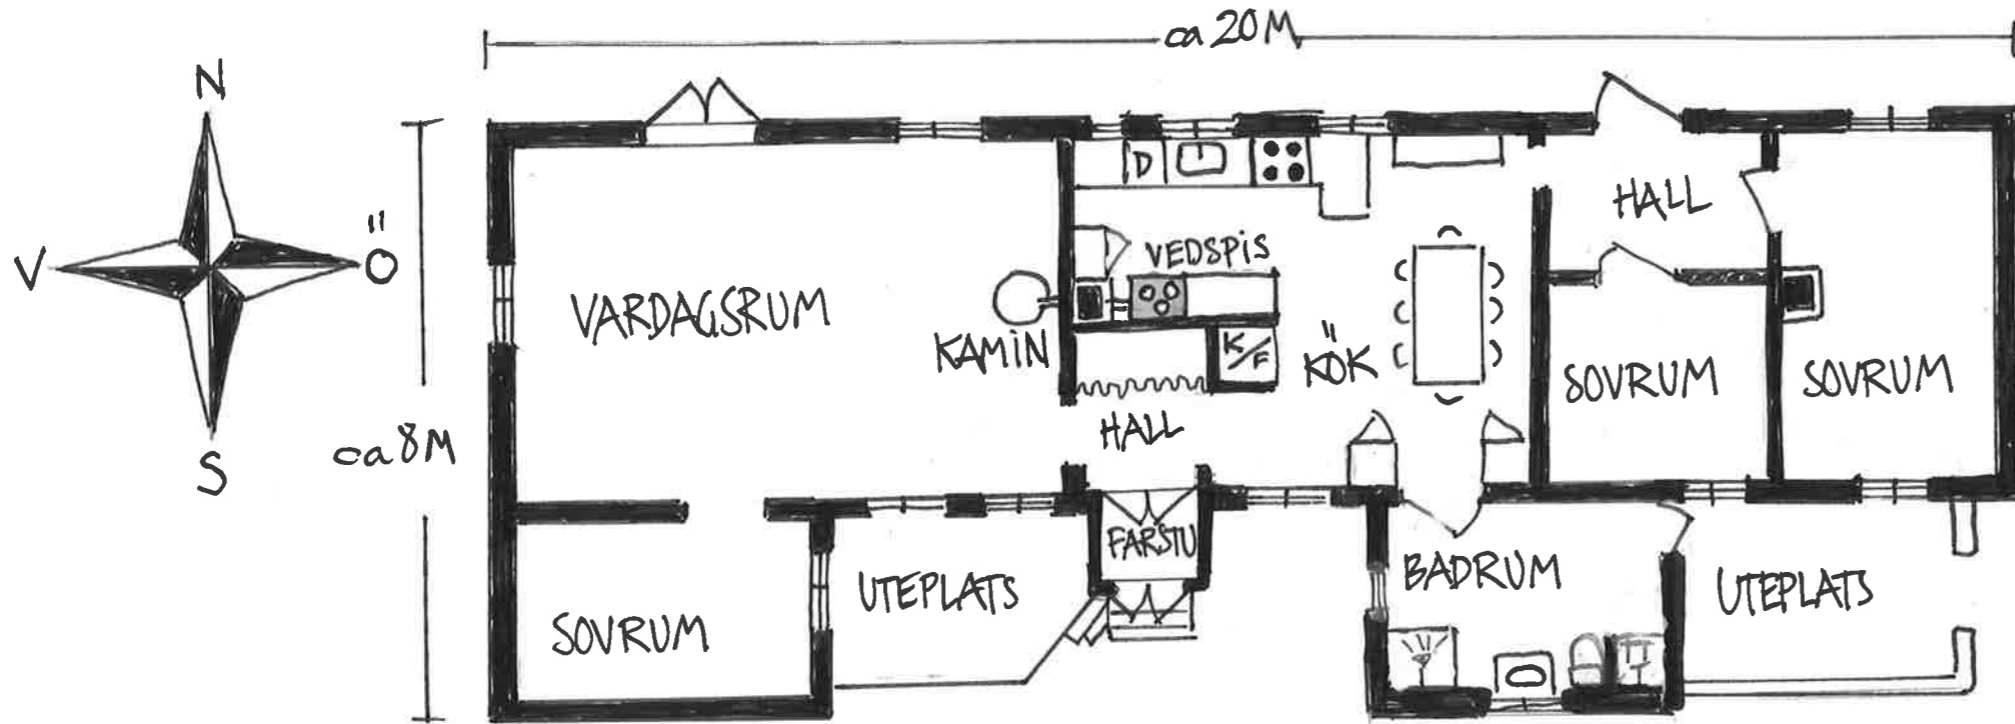 ca 20 M
N
V
Ö
S
ca 8 M
VARDAGSRUM
KAMIN
D
VEDSPIS
K/F
KÖK
HALL
HALL
SOVRUM
SOVRUM
FARSTU
UTEPLATS
SOVRUM
BADRUM
UTEPLATS